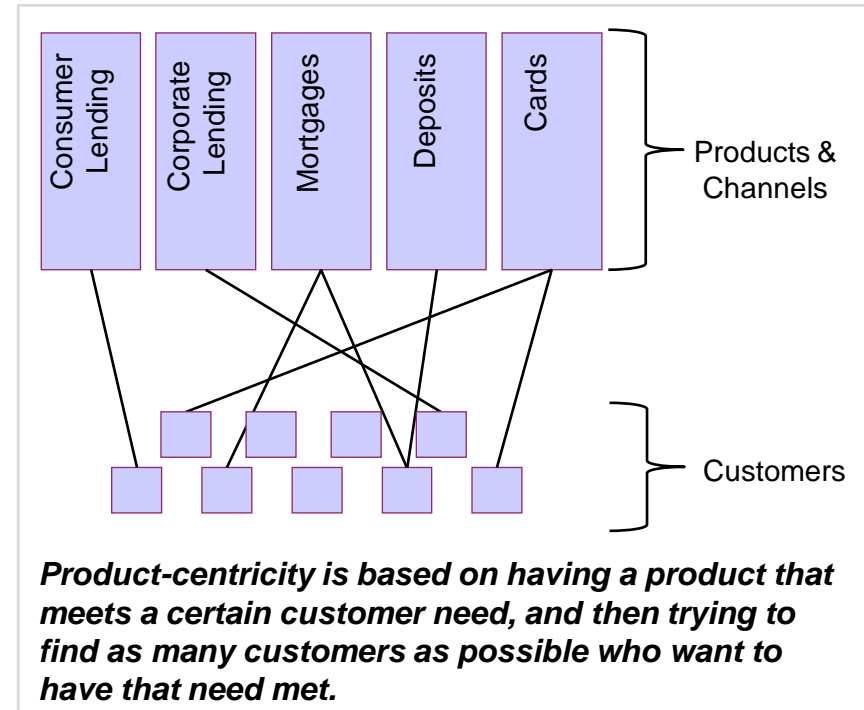 Consumer
Lending
Corporate
Lending
Mortgages
Deposits
Cards
Products &
Channels
Customers
Product-centricity is based on having a product that
meets a certain customer need, and then trying to
find as many customers as possible who want to
have that need met.